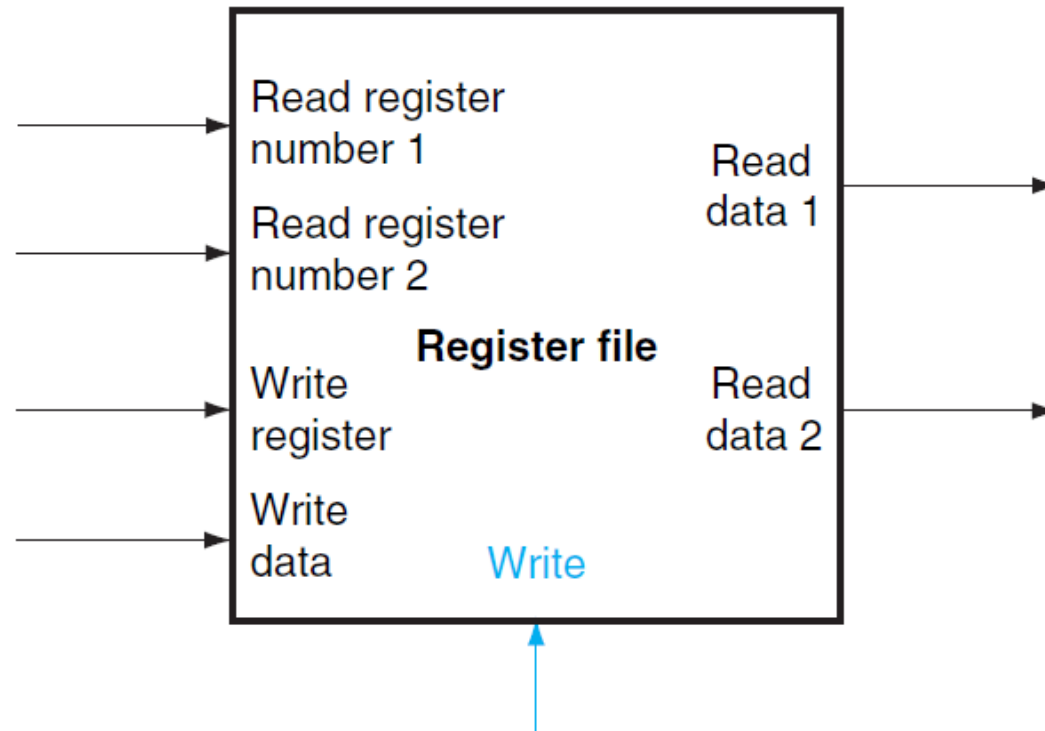 Read register
number 1
Read
data 1
Read register
number 2
Register file
Write
register
Read
data 2
Write
data
Write